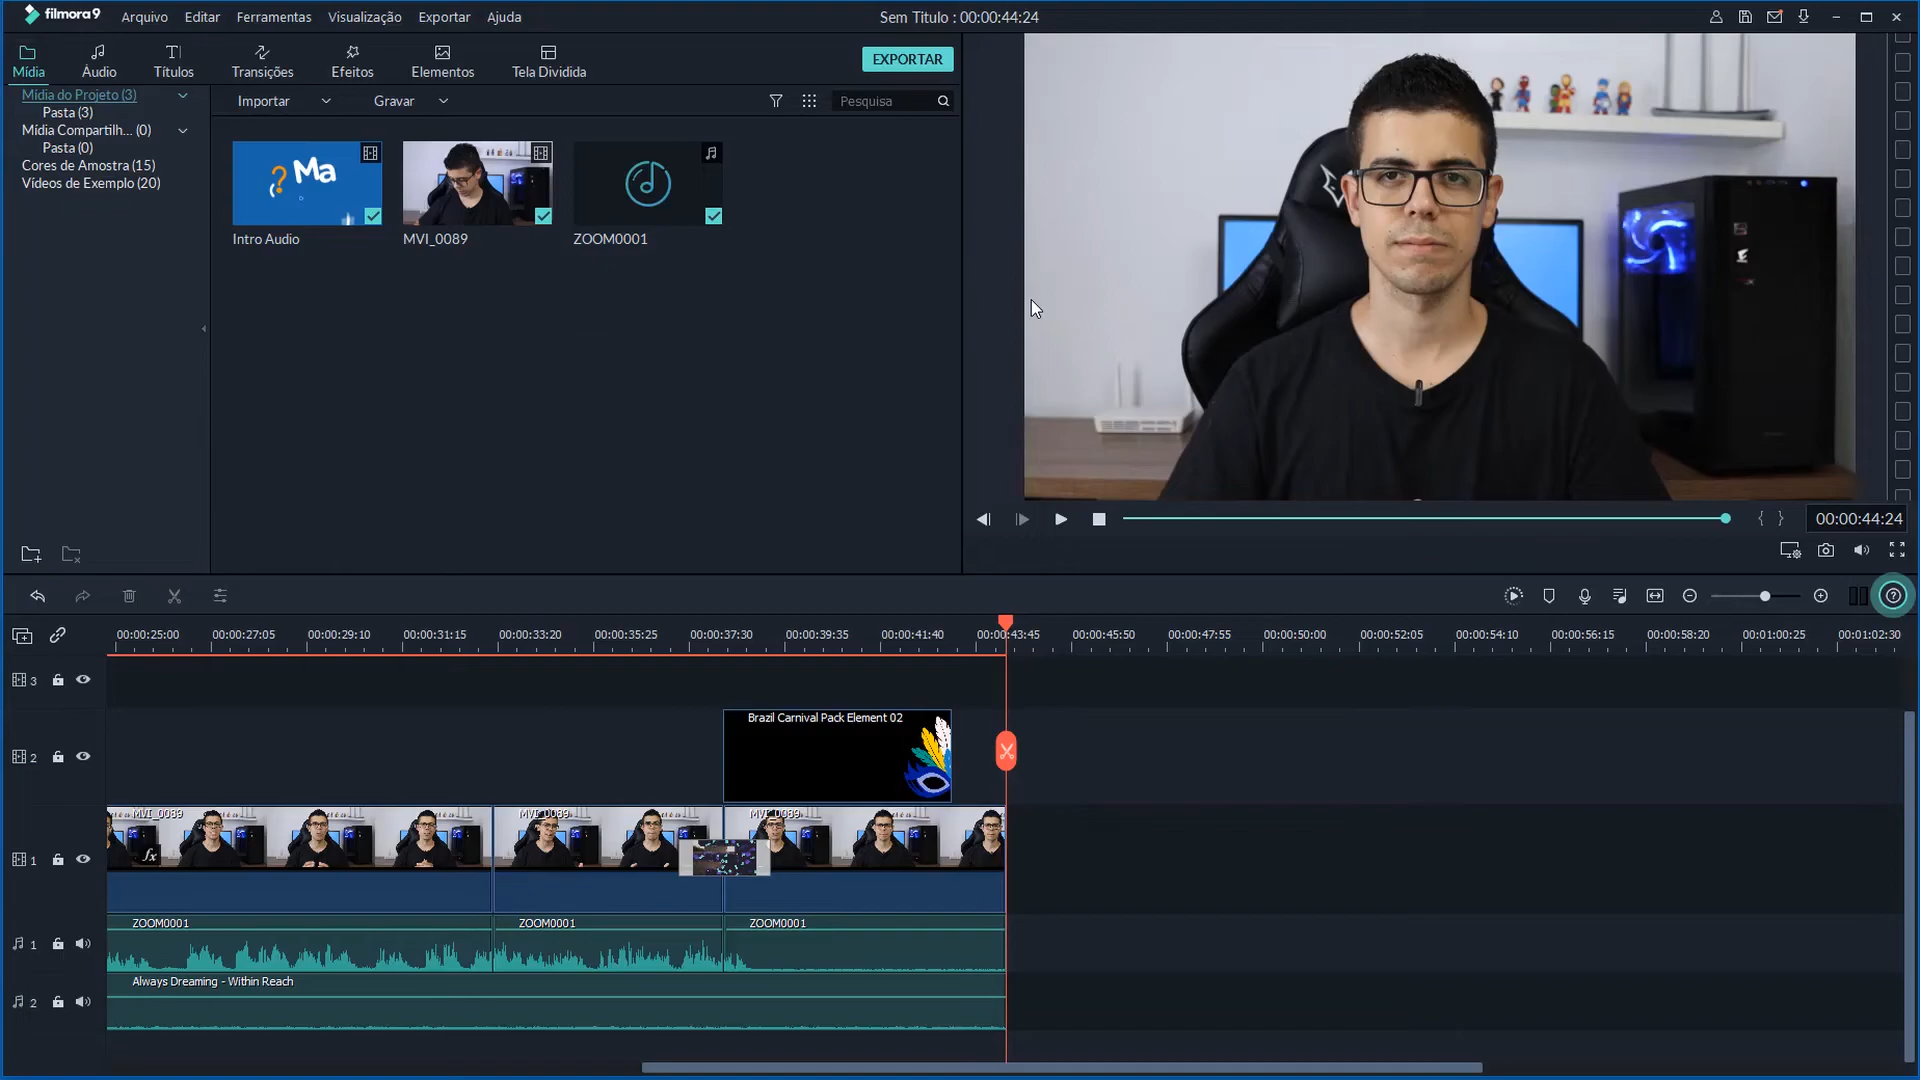 filmora9 Arquivo Editar Ferramentas Visualização Exportar Ajuda Sem Titulo : 00:00:44:24
Mídia Áudio Títulos Transições Efeitos Elementos Tela Dividida EXPORTAR
Mídia do Projeto (3)
Pasta (3)
Mídia Compartilh... (0)
Pasta (0)
Cores de Amostra (15)
Vídeos de Exemplo (20)
Importar Gravar Pesquisa
? Ma
Intro Audio MVI_0089 ZOOM0001
00:00:44:24
00:00:25:00 00:00:27:05 00:00:29:10 00:00:31:15 00:00:33:20 00:00:35:25 00:00:37:30 00:00:39:35 00:00:41:40 00:00:43:45 00:00:45:50 00:00:47:55 00:00:50:00 00:00:52:05 00:00:54:10 00:00:56:15 00:00:58:20 00:01:00:25 00:01:02:30
3
Brazil Carnival Pack Element 02
2
MVI_0089 MVI_0089 MVI_0089
fx
1
ZOOM0001 ZOOM0001 ZOOM0001
1
Always Dreaming - Within Reach
2